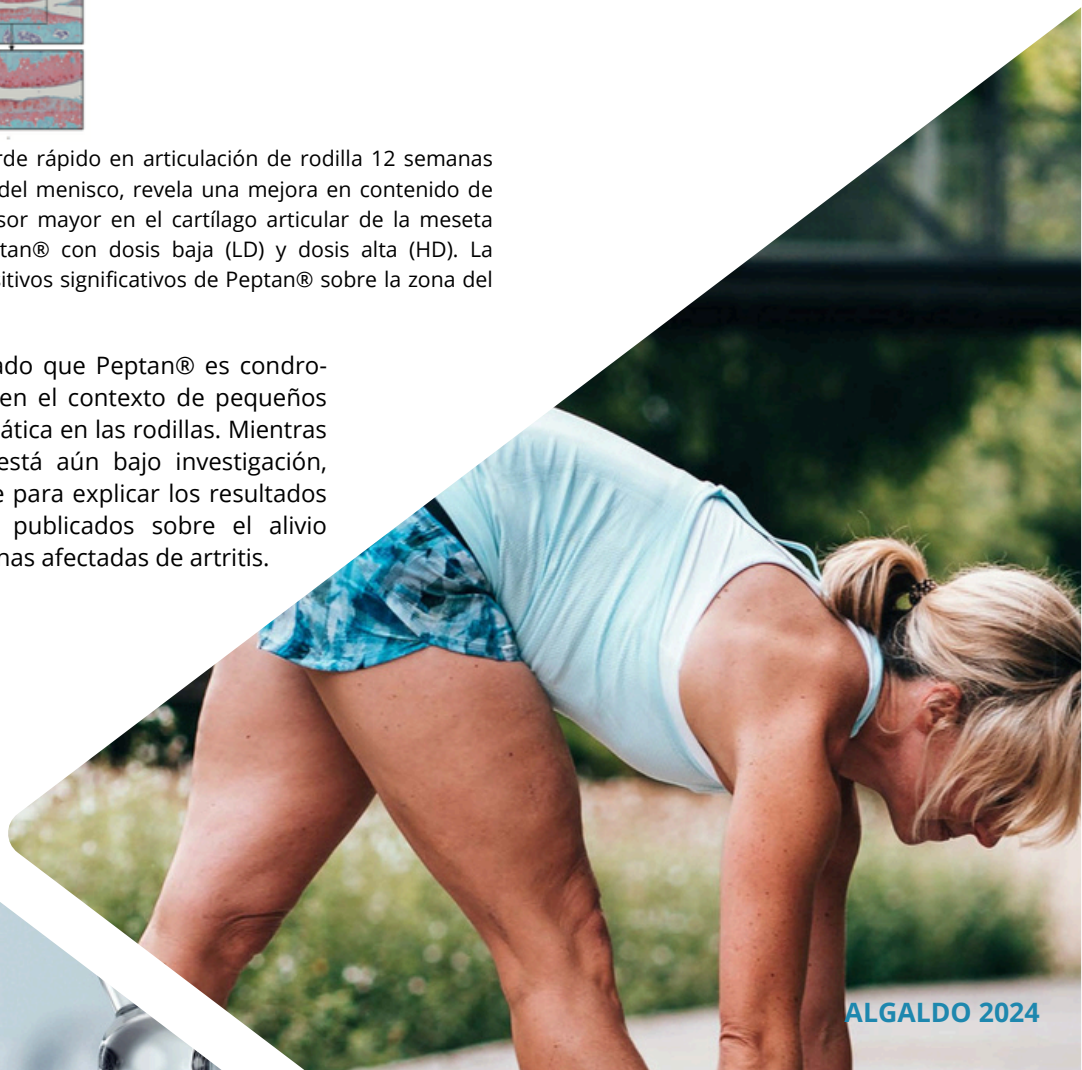 rde rápido en articulación de rodilla 12 semanas
del menisco, revela una mejora en contenido de
sor mayor en el cartílago articular de la meseta
tan® con dosis baja (LD) y dosis alta (HD). La
sitivos significativos de Peptan® sobre la zona del
ado que Peptan® es condro-
en el contexto de pequeños
ática en las rodillas. Mientras
está aún bajo investigación,
e para explicar los resultados
publicados sobre el alivio
nas afectadas de artritis.
ALGALDO 2024